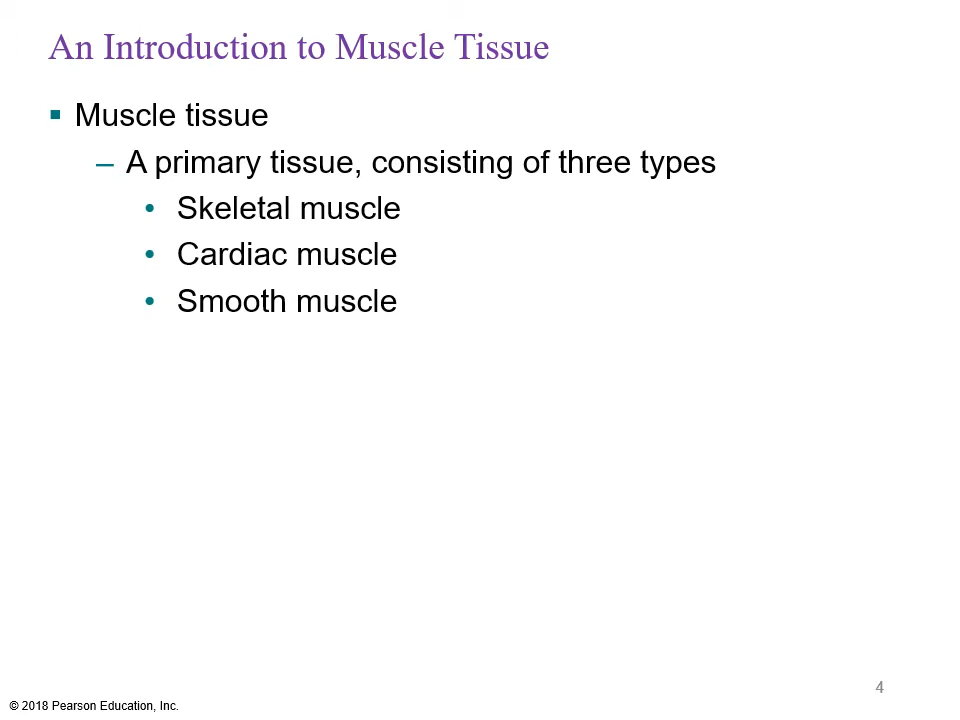 An Introduction to Muscle Tissue
▪ Muscle tissue
– A primary tissue, consisting of three types
• Skeletal muscle
• Cardiac muscle
• Smooth muscle
4
© 2018 Pearson Education, Inc.